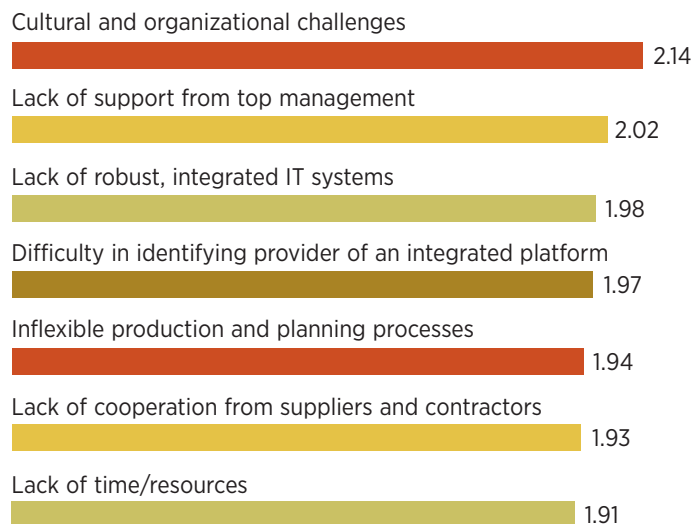 Cultural and organizational challenges
2.14
Lack of support from top management
2.02
Lack of robust, integrated IT systems
1.98
Difficulty in identifying provider of an integrated platform
1.97
Inflexible production and planning processes
1.94
Lack of cooperation from suppliers and contractors
1.93
Lack of time/resources
1.91